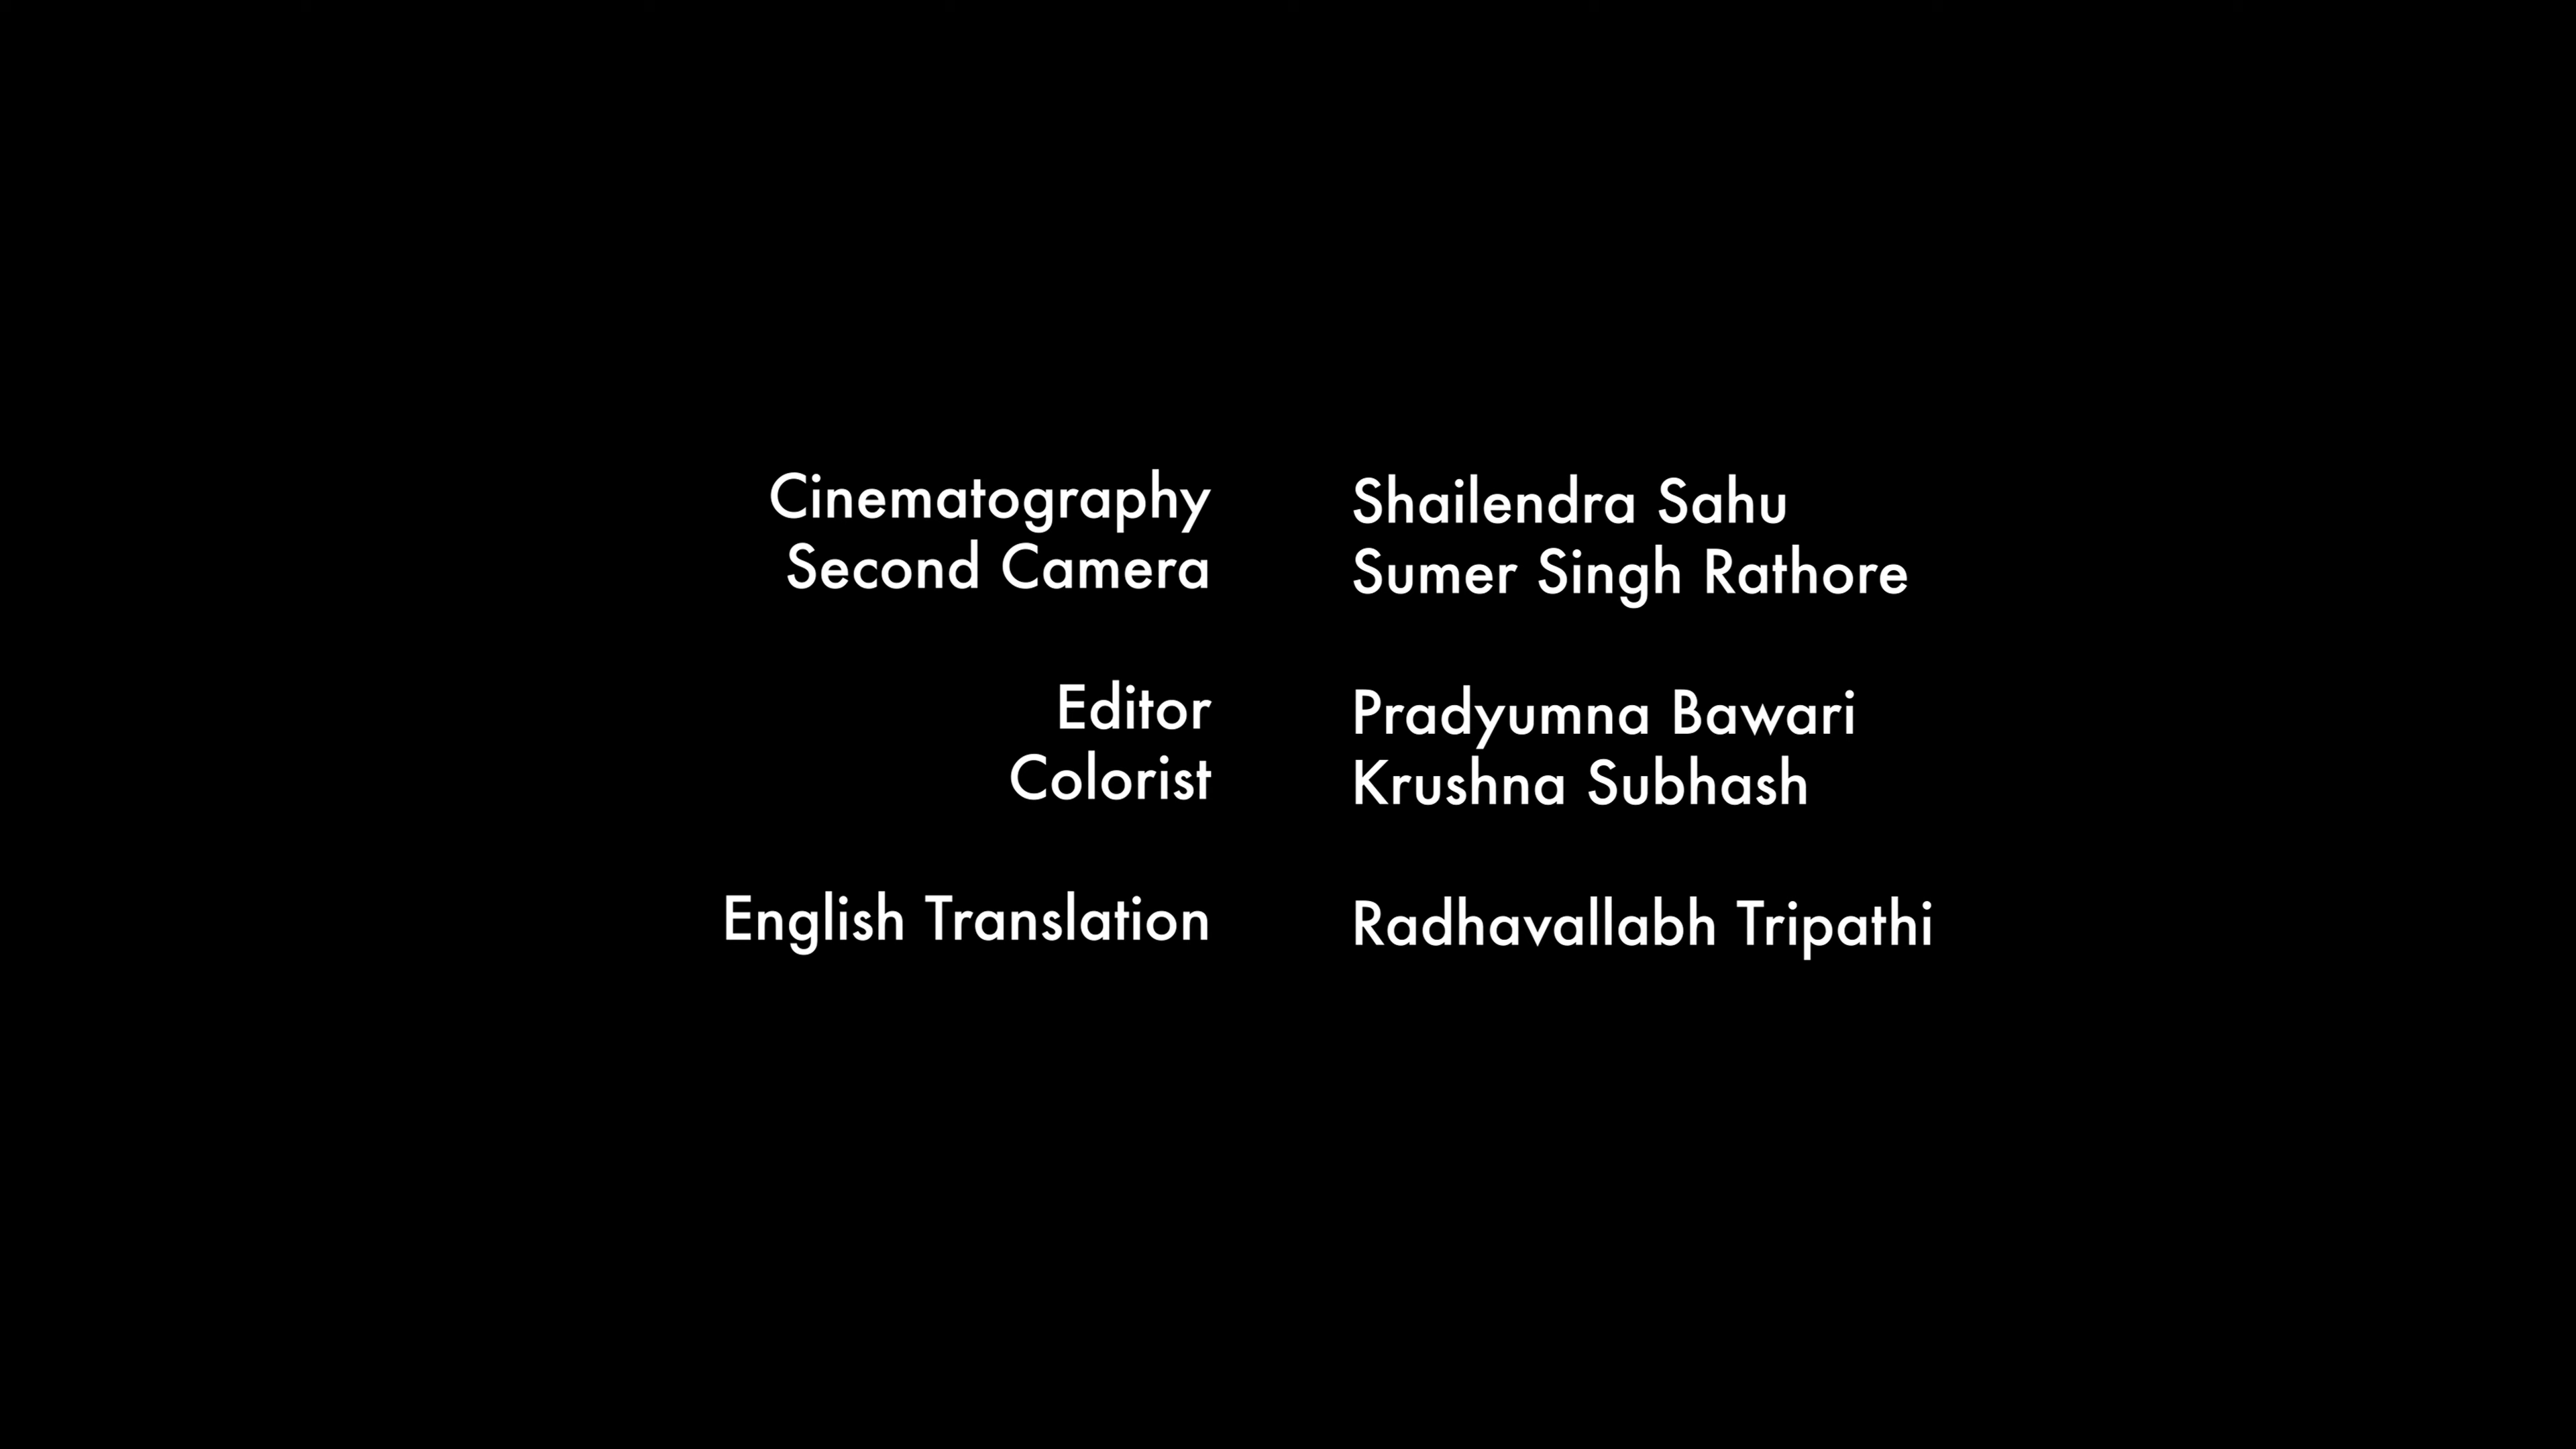 Cinematography Shailendra Sahu
Second Camera Sumer Singh Rathore
Editor Pradyumna Bawari
Colorist Krushna Subhash
English Translation Radhavallabh Tripathi